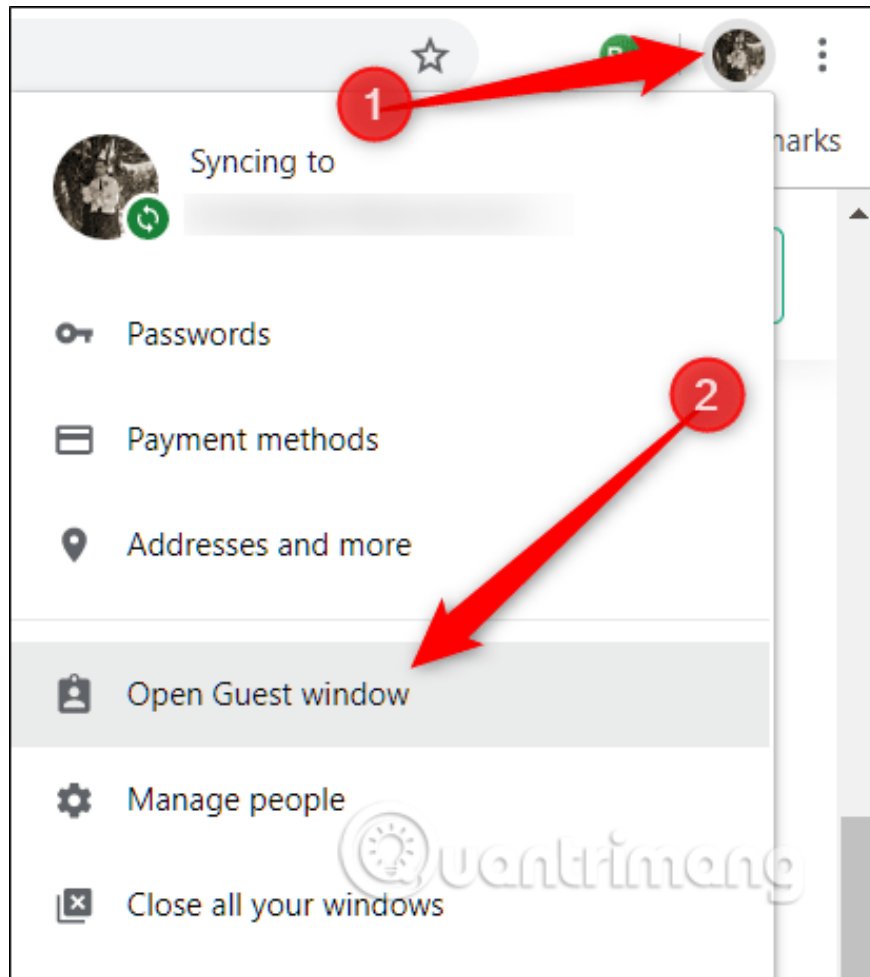 1
arks
Syncing to
Passwords
2
Payment methods
Addresses and more
Open Guest window
Manage people
Quantrimang
Close all your windows